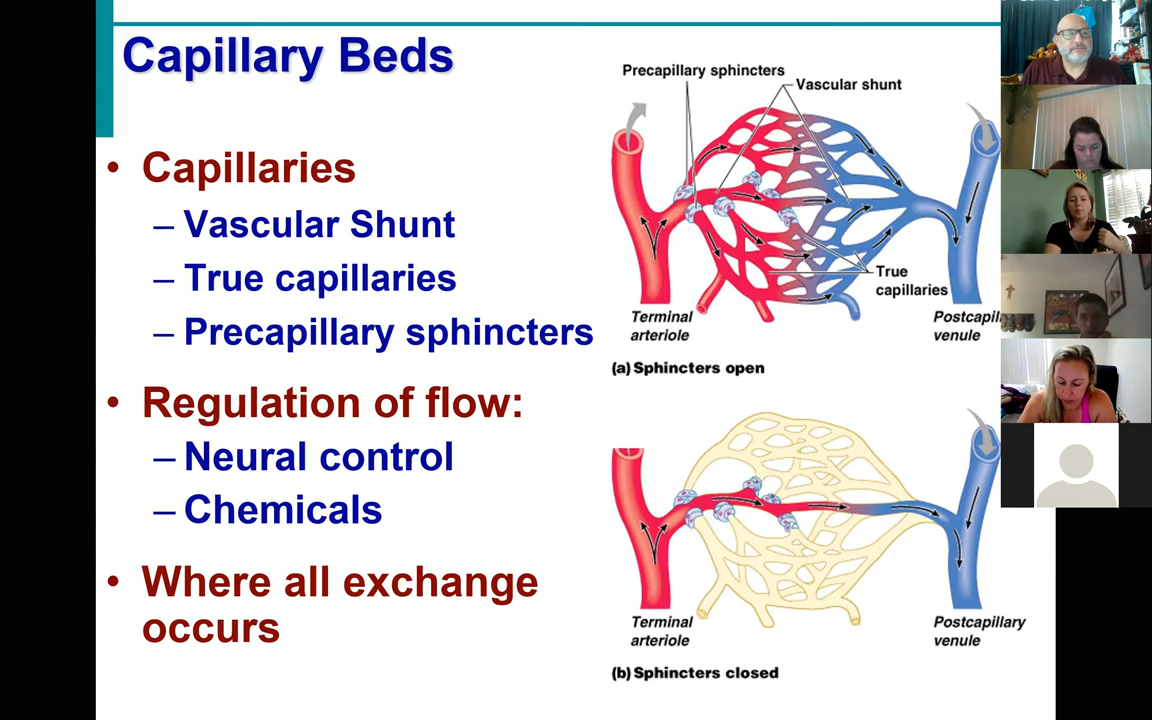 Capillary Beds
• Capillaries
– Vascular Shunt
– True capillaries
– Precapillary sphincters
• Regulation of flow:
– Neural control
– Chemicals
• Where all exchange
occurs
Precapillary sphincters
Vascular shunt
True
capillaries
Terminal
arteriole
Postcapil
venule
(a) Sphincters open
Terminal
arteriole
Postcapillary
venule
(b) Sphincters closed